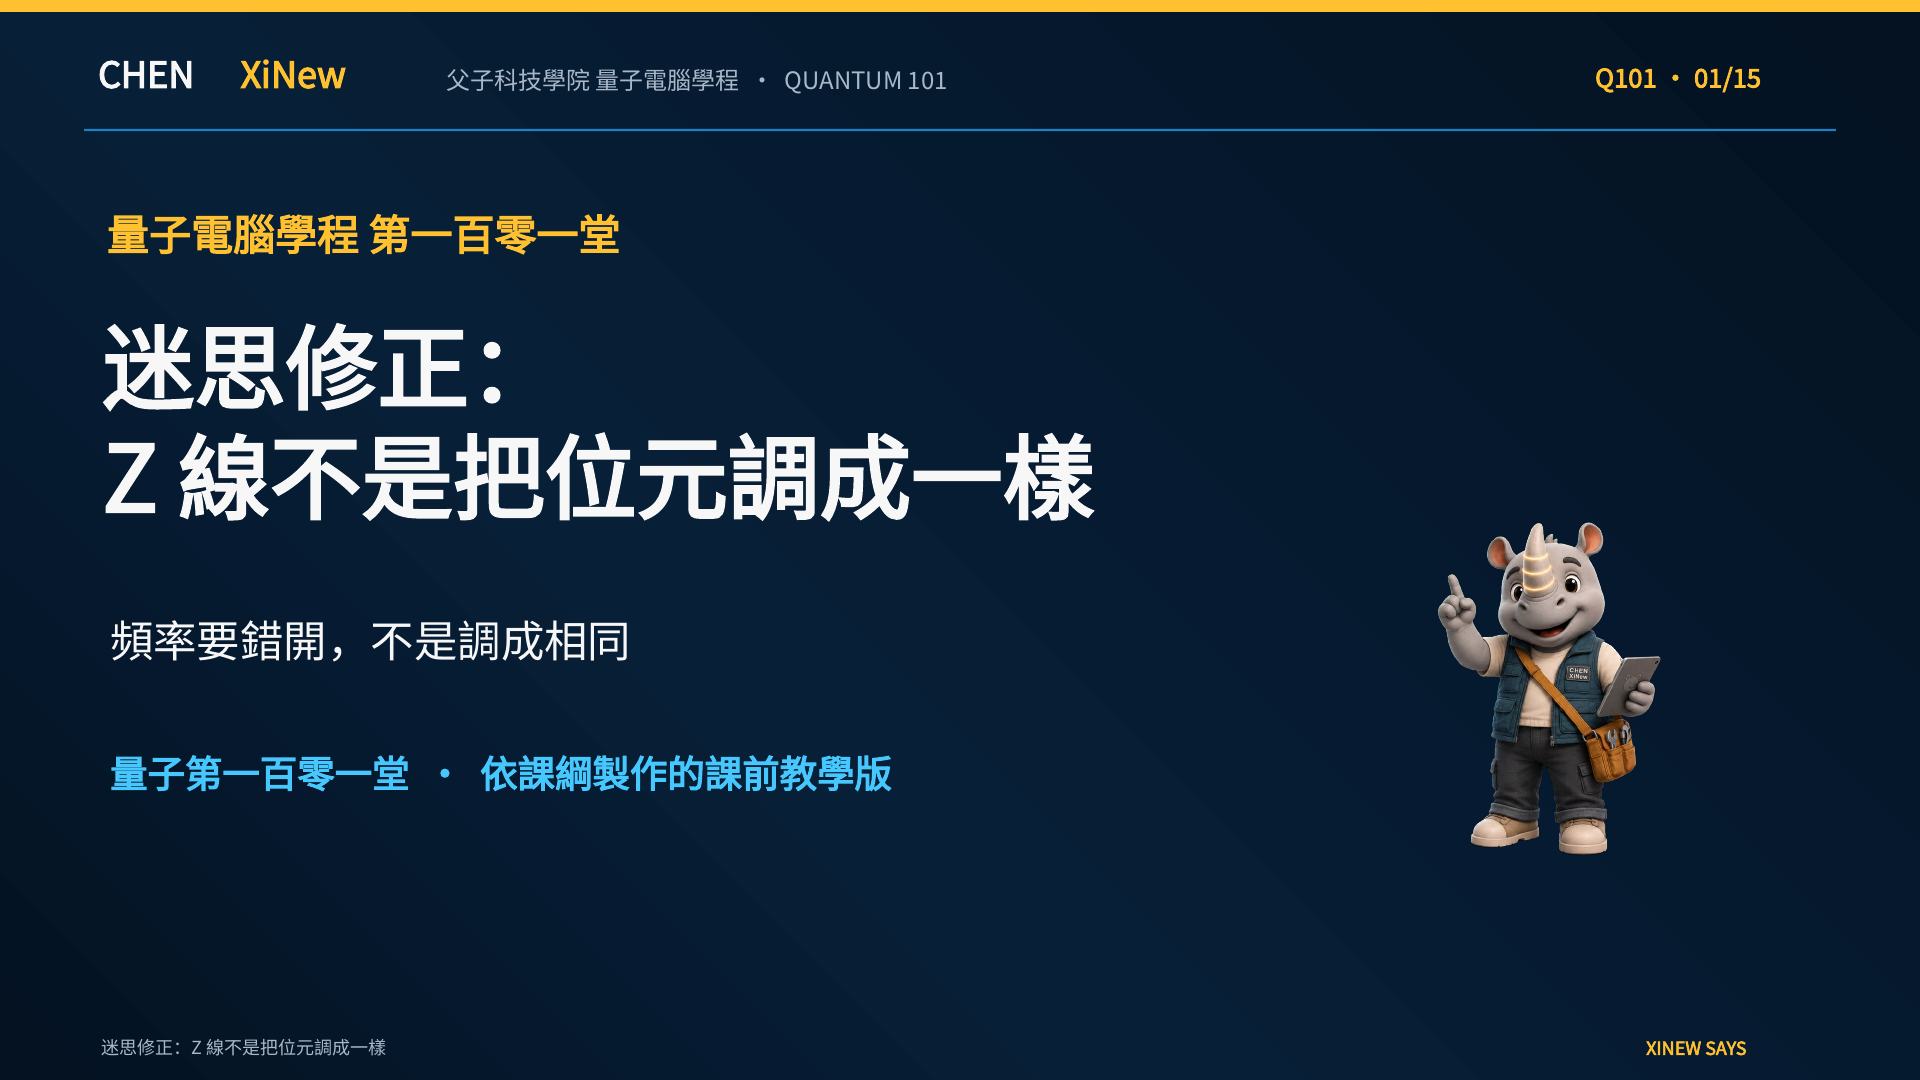 CHEN XiNew 父子科技學院 量子電腦學程 · QUANTUM 101 Q101 · 01/15
量子電腦學程 第一百零一堂
迷思修正：
Z 線不是把位元調成一樣
頻率要錯開，不是調成相同
CHEN
XiNew
量子第一百零一堂 · 依課綱製作的課前教學版
迷思修正：Z 線不是把位元調成一樣 XINEW SAYS